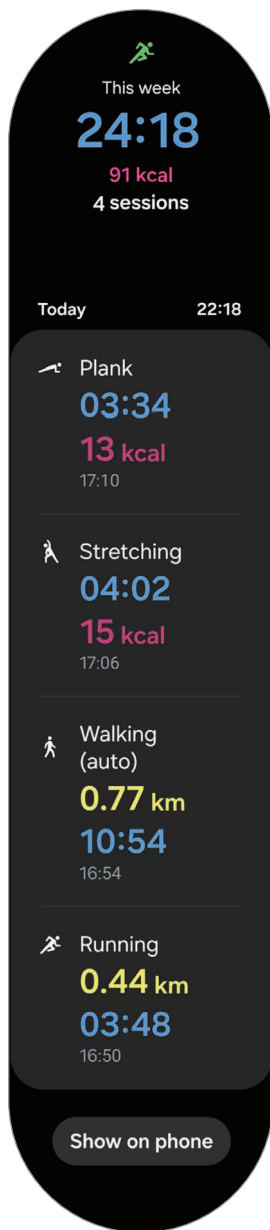 This week
24:18
91 kcal
4 sessions
Today 22:18
Plank
03:34
13 kcal
17:10
Stretching
04:02
15 kcal
17:06
Walking
(auto)
0.77 km
10:54
16:54
Running
0.44 km
03:48
16:50
Show on phone